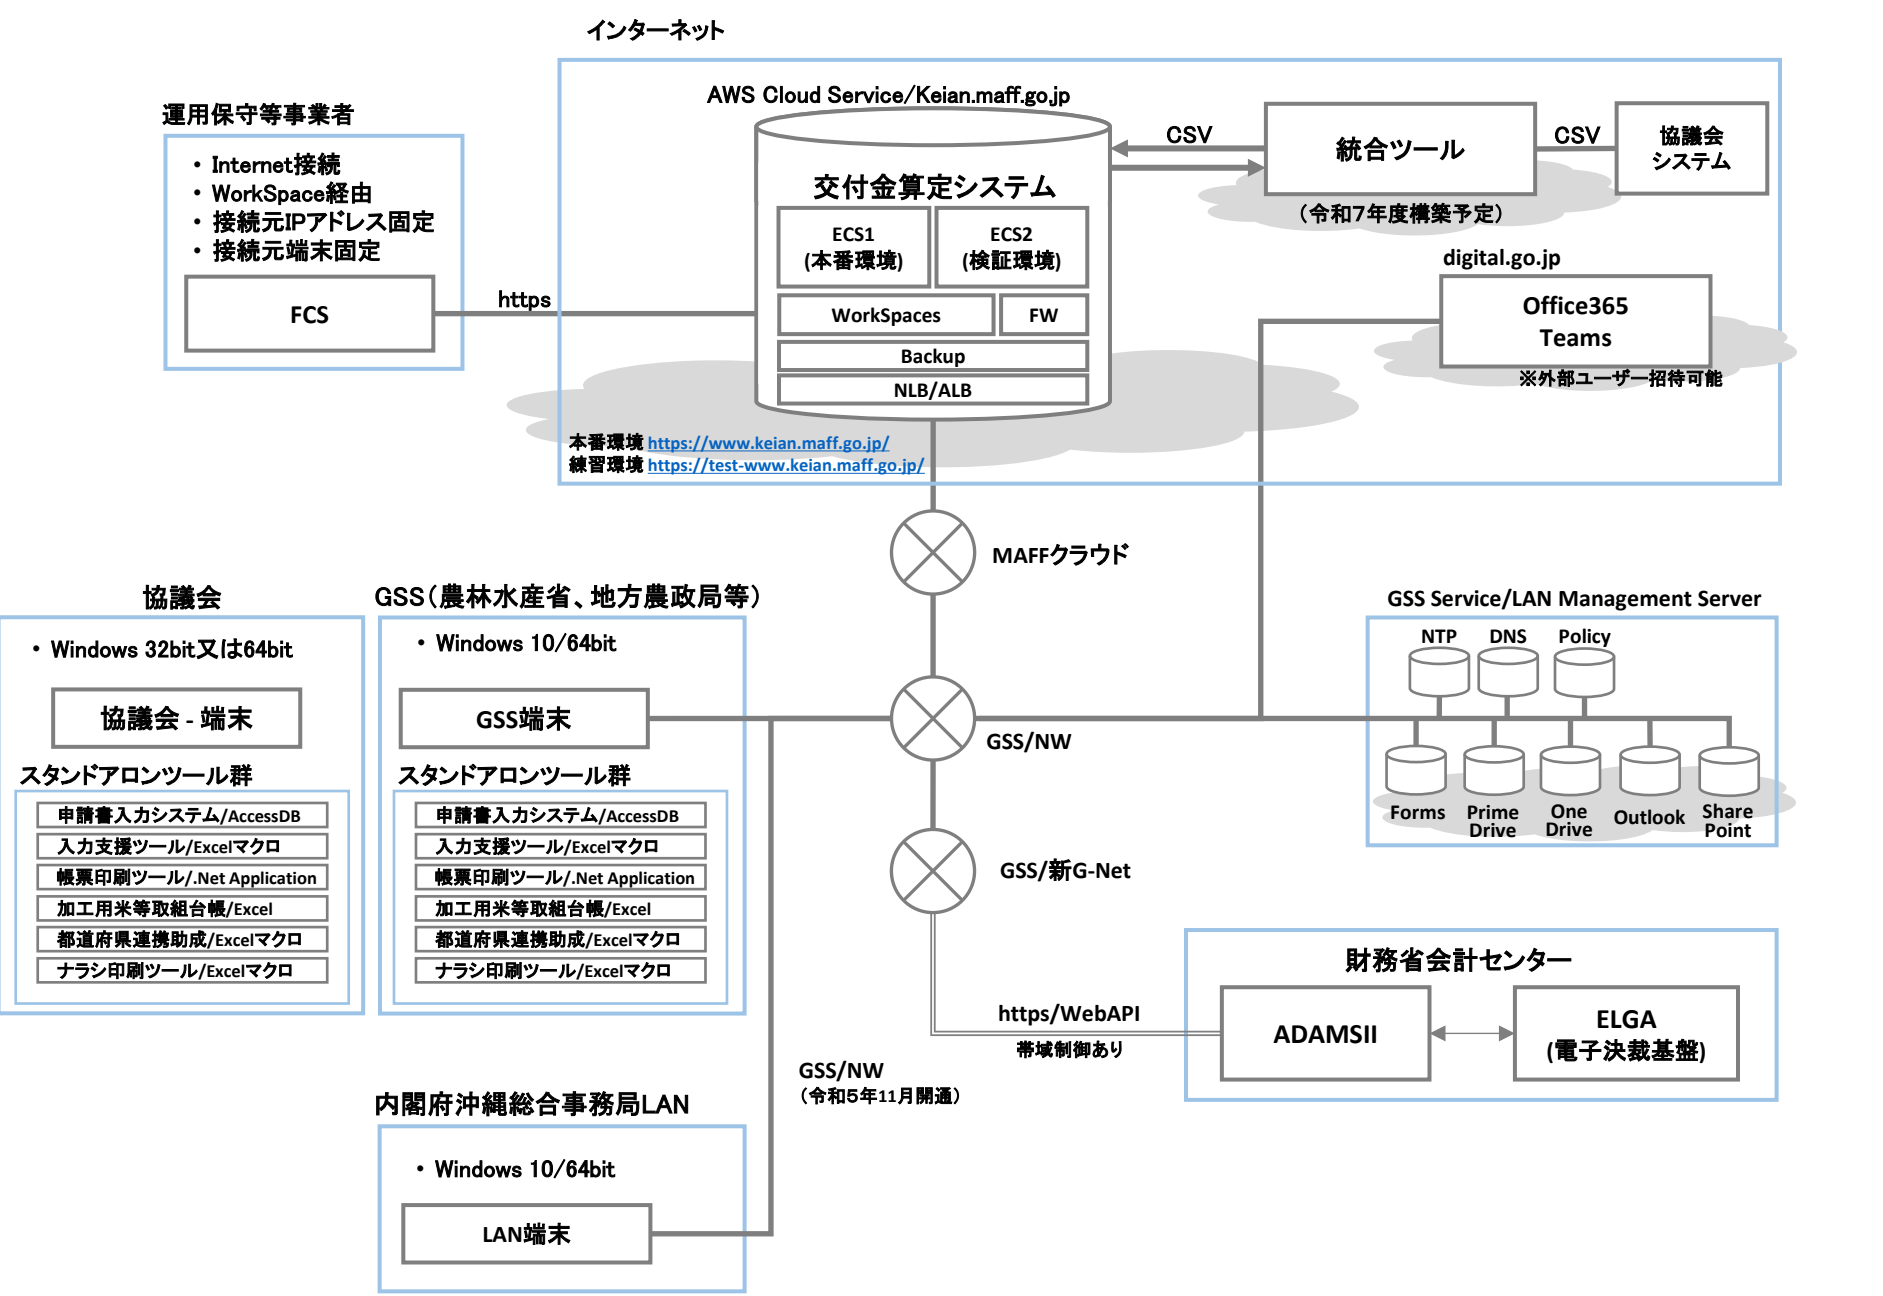 インターネット
AWS Cloud Service/Keian.maff.go.jp
運用保守等事業者
・ Internet接続
・ WorkSpace経由
・ 接続元IPアドレス固定
・ 接続元端末固定
FCS
https
交付金算定システム
ECS1
(本番環境)
ECS2
(検証環境)
WorkSpaces
FW
Backup
NLB/ALB
CSV
統合ツール
CSV
協議会
システム
（令和7年度構築予定）
digital.go.jp
Office365
Teams
※外部ユーザー招待可能
本番環境 https://www.keian.maff.go.jp/
練習環境 https://test-www.keian.maff.go.jp/
MAFFクラウド
協議会
・ Windows 32bit又は64bit
協議会 - 端末
スタンドアロンツール群
申請書入力システム/AccessDB
入力支援ツール/Excelマクロ
帳票印刷ツール/.Net Application
加工用米等取組台帳/Excel
都道府県連携助成/Excelマクロ
ナラシ印刷ツール/Excelマクロ
GSS（農林水産省、地方農政局等）
・ Windows 10/64bit
GSS端末
スタンドアロンツール群
申請書入力システム/AccessDB
入力支援ツール/Excelマクロ
帳票印刷ツール/.Net Application
加工用米等取組台帳/Excel
都道府県連携助成/Excelマクロ
ナラシ印刷ツール/Excelマクロ
GSS/NW
GSS Service/LAN Management Server
NTP
DNS
Policy
Forms
Prime
Drive
One
Drive
Outlook
Share
Point
GSS/新G-Net
財務省会計センター
https/WebAPI
帯域制御あり
ADAMSII
ELGA
(電子決裁基盤)
GSS/NW
（令和5年11月開通）
内閣府沖縄総合事務局LAN
・ Windows 10/64bit
LAN端末